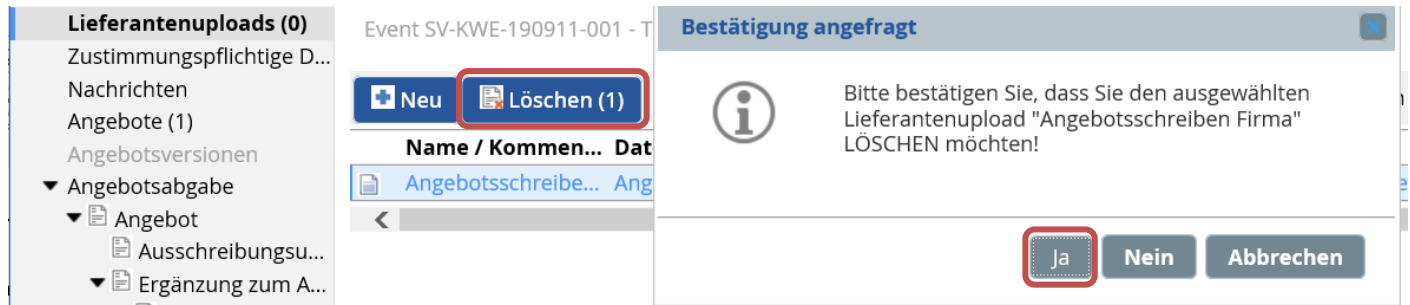 Lieferantenuploads (0)
Zustimmungspflichtige D...
Nachrichten
Angebote (1)
Angebotsversionen
Angebotsabgabe
Angebot
Ausschreibungsu...
Ergänzung zum A...
Event SV-KWE-190911-001 - T
Neu
Löschen (1)
Name / Kommen... Dat
Angebotsschreibe... Ang
Bestätigung angefragt
Bitte bestätigen Sie, dass Sie den ausgewählten
Lieferantenupload "Angebotsschreiben Firma"
LÖSCHEN möchten!
Ja
Nein
Abbrechen